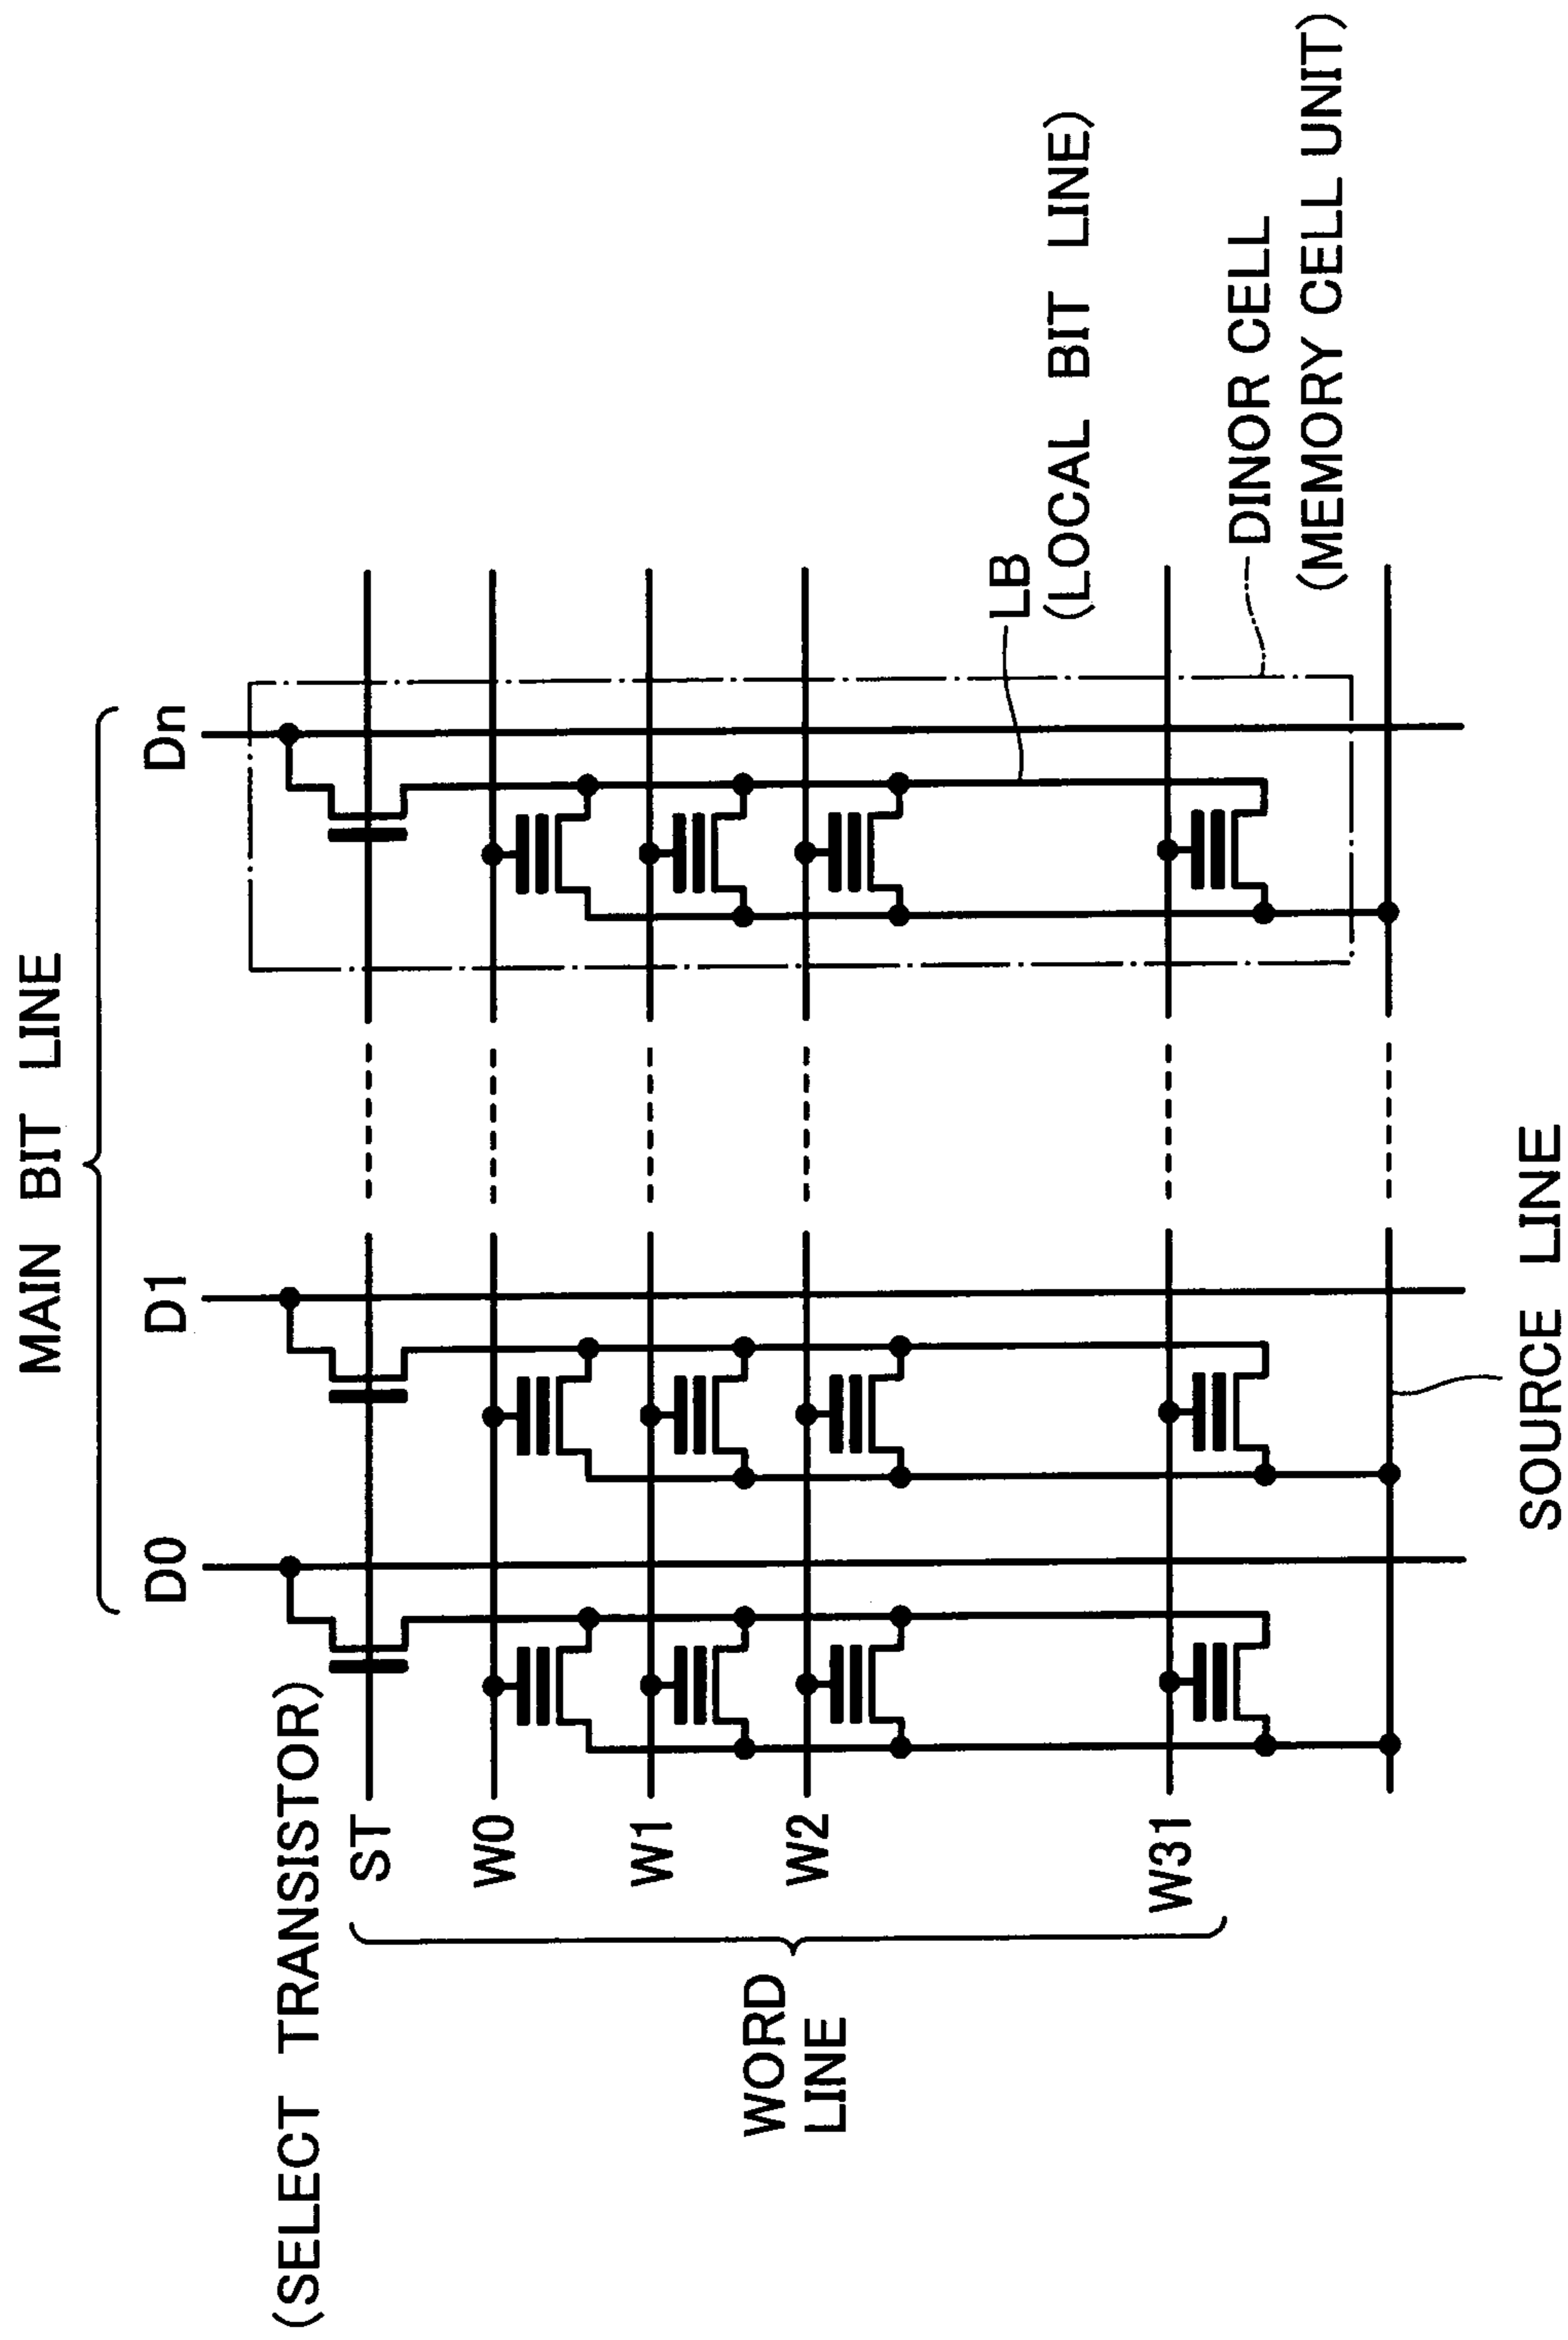 MAIN BIT LINE
D0
D1
Dn
(SELECT TRANSISTOR)
ST
W0
W1
W2
W31
WORD
LINE
LB
(LOCAL BIT LINE)
DINOR CELL
(MEMORY CELL UNIT)
SOURCE LINE